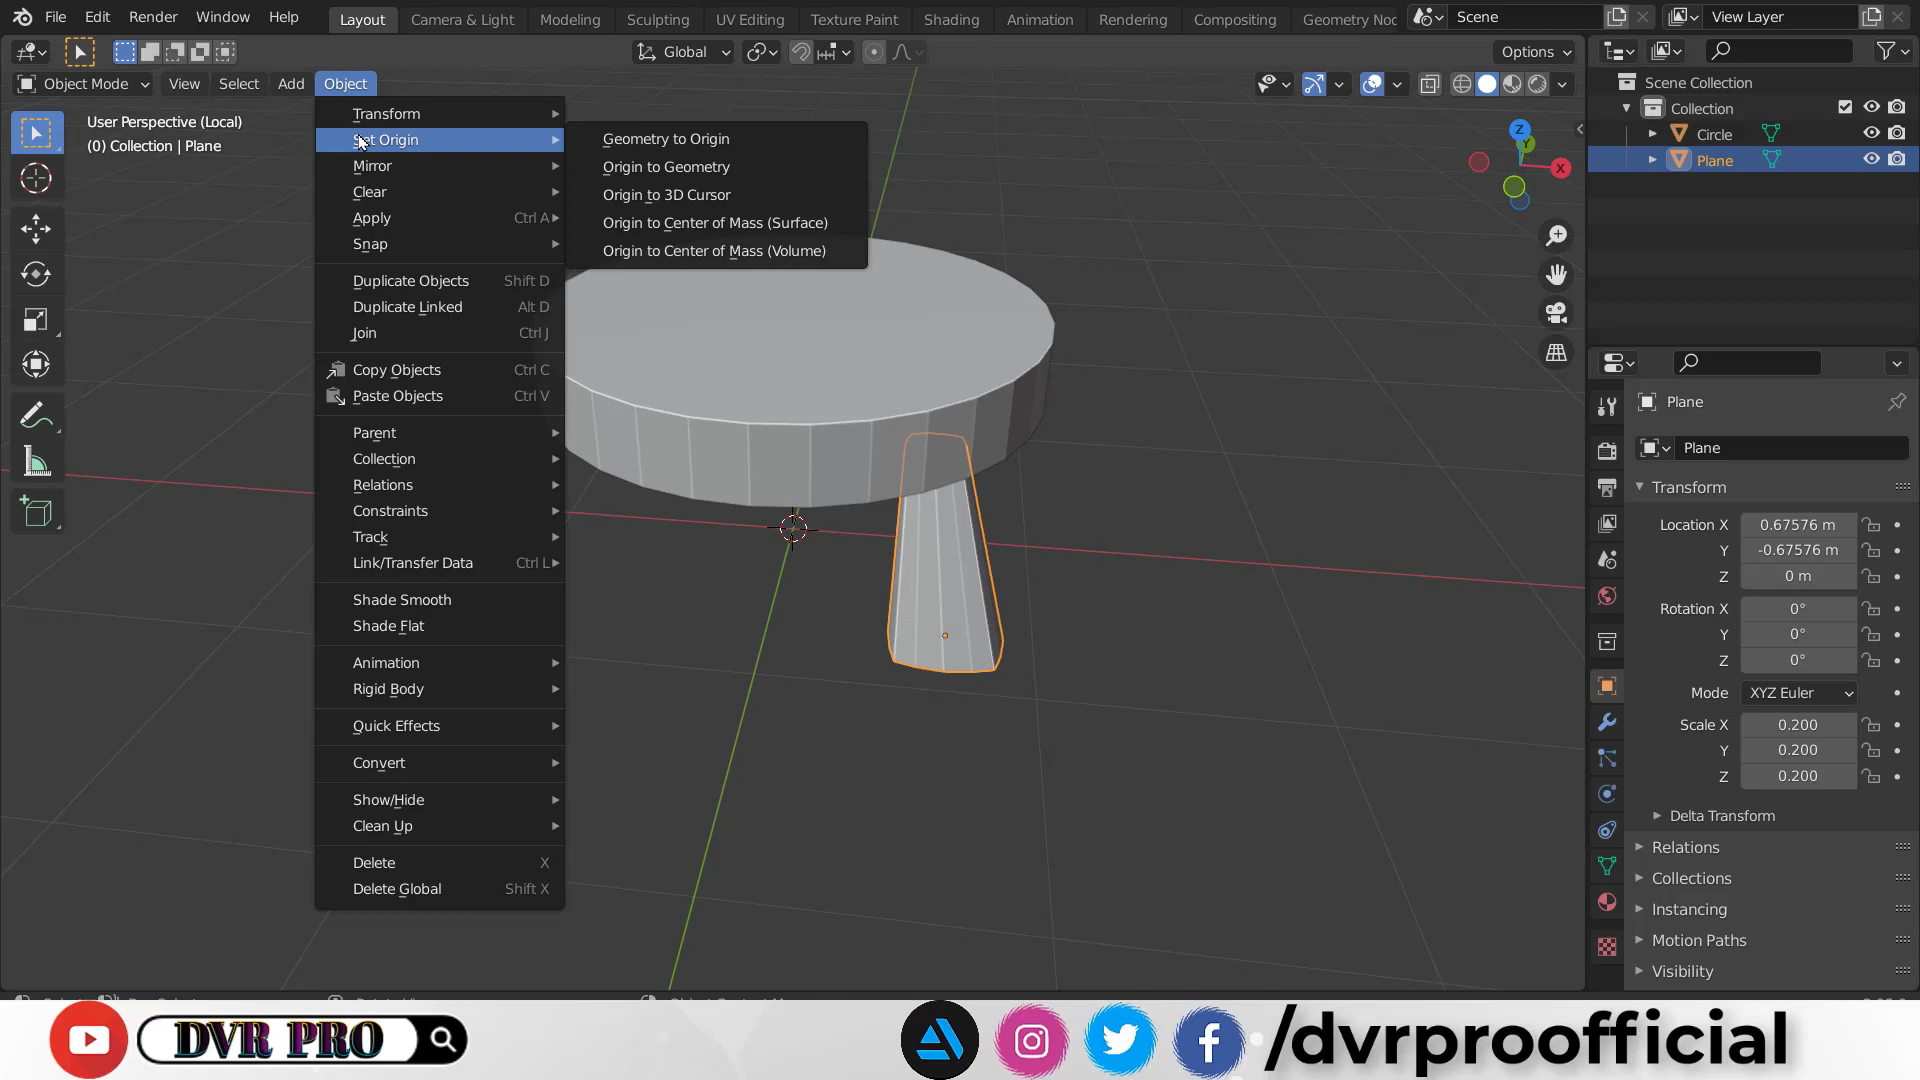 File Edit Render Window Help Layout Camera & Light Modeling Sculpting UV Editing Texture Paint Shading Animation Rendering Compositing Geometry Noc Scene View Layer
Global Options
Object Mode View Select Add Object
User Perspective (Local)
(0) Collection | Plane
Transform
Set Origin
Mirror
Clear
Apply Ctrl A
Snap
Duplicate Objects Shift D
Duplicate Linked Alt D
Join Ctrl J
Copy Objects Ctrl C
Paste Objects Ctrl V
Parent
Collection
Relations
Constraints
Track
Link/Transfer Data Ctrl L
Shade Smooth
Shade Flat
Animation
Rigid Body
Quick Effects
Convert
Show/Hide
Clean Up
Delete X
Delete Global Shift X
Geometry to Origin
Origin to Geometry
Origin to 3D Cursor
Origin to Center of Mass (Surface)
Origin to Center of Mass (Volume)
Z
Y
X
Scene Collection
Collection
Circle
Plane
Plane
Plane
Transform
Location X 0.67576 m
Y -0.67576 m
Z 0 m
Rotation X 0°
Y 0°
Z 0°
Mode XYZ Euler
Scale X 0.200
Y 0.200
Z 0.200
Delta Transform
Relations
Collections
Instancing
Motion Paths
Visibility
DVR PRO
/dvrproofficial